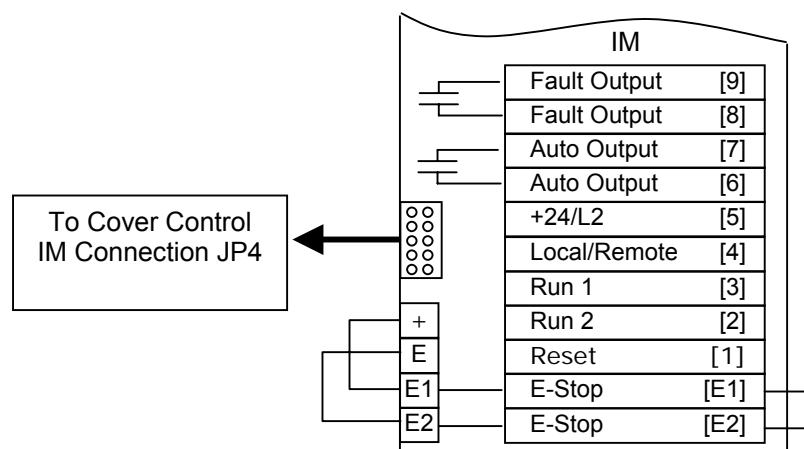 IM
Fault Output [9]
Fault Output [8]
Auto Output [7]
Auto Output [6]
+24/L2 [5]
Local/Remote [4]
Run 1 [3]
Run 2 [2]
Reset [1]
E-Stop [E1]
E-Stop [E2]
To Cover Control
IM Connection JP4
+
E
E1
E2